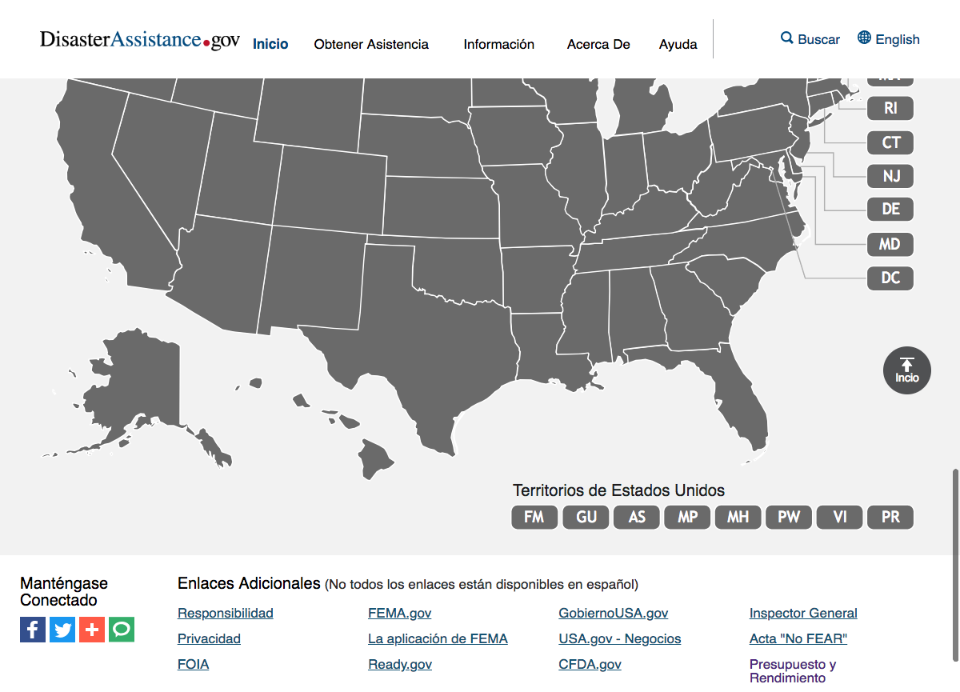 DisasterAssistance.gov Inicio Obtener Asistencia Información Acerca De Ayuda Buscar English
RI
CT
NJ
DE
MD
DC
Incio
Territorios de Estados Unidos
FM GU AS MP MH PW VI PR
Manténgase
Conectado
Enlaces Adicionales (No todos los enlaces están disponibles en español)
Responsibilidad FEMA.gov GobiernoUSA.gov Inspector General
Privacidad La aplicación de FEMA USA.gov - Negocios Acta "No FEAR"
FOIA Ready.gov CFDA.gov Presupuesto y
Rendimiento